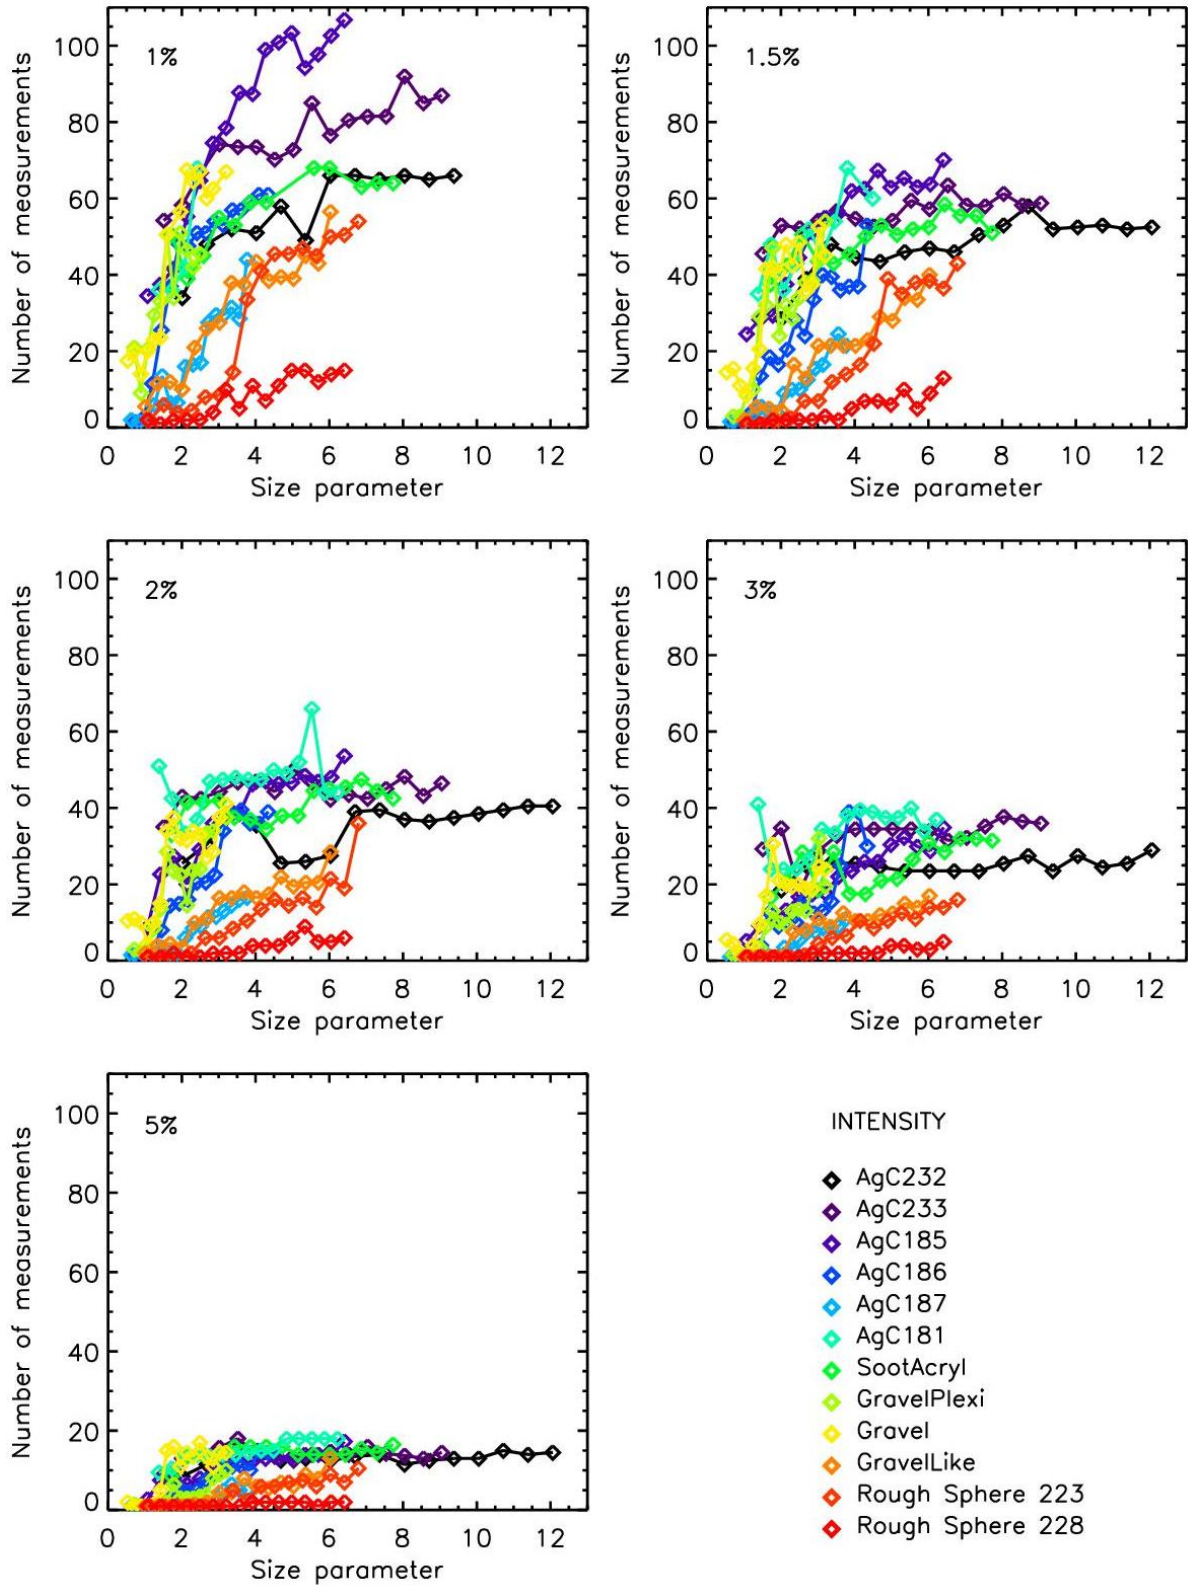 Number of measurements
100
80
60
40
20
0
1%
0 2 4 6 8 10 12
Size parameter
Number of measurements
100
80
60
40
20
0
1.5%
0 2 4 6 8 10 12
Size parameter
Number of measurements
100
80
60
40
20
0
2%
0 2 4 6 8 10 12
Size parameter
Number of measurements
100
80
60
40
20
0
3%
0 2 4 6 8 10 12
Size parameter
Number of measurements
100
80
60
40
20
0
5%
0 2 4 6 8 10 12
Size parameter
INTENSITY
AgC232
AgC233
AgC185
AgC186
AgC187
AgC181
SootAcryl
GravelPlexi
Gravel
GravelLike
Rough Sphere 223
Rough Sphere 228